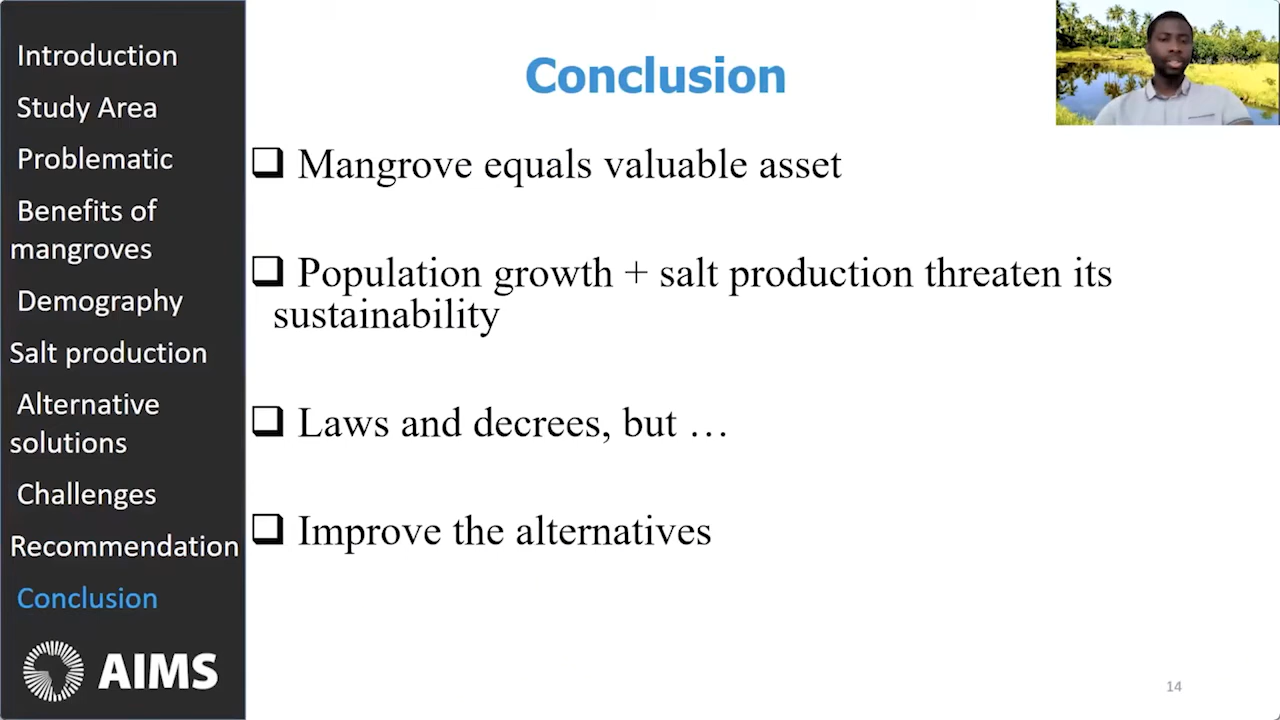 Introduction
Study Area
Problematic
Benefits of
mangroves
Demography
Salt production
Alternative
solutions
Challenges
Recommendation
Conclusion
AIMS
Conclusion
Mangrove equals valuable asset
Population growth + salt production threaten its
sustainability
Laws and decrees, but …
Improve the alternatives
14